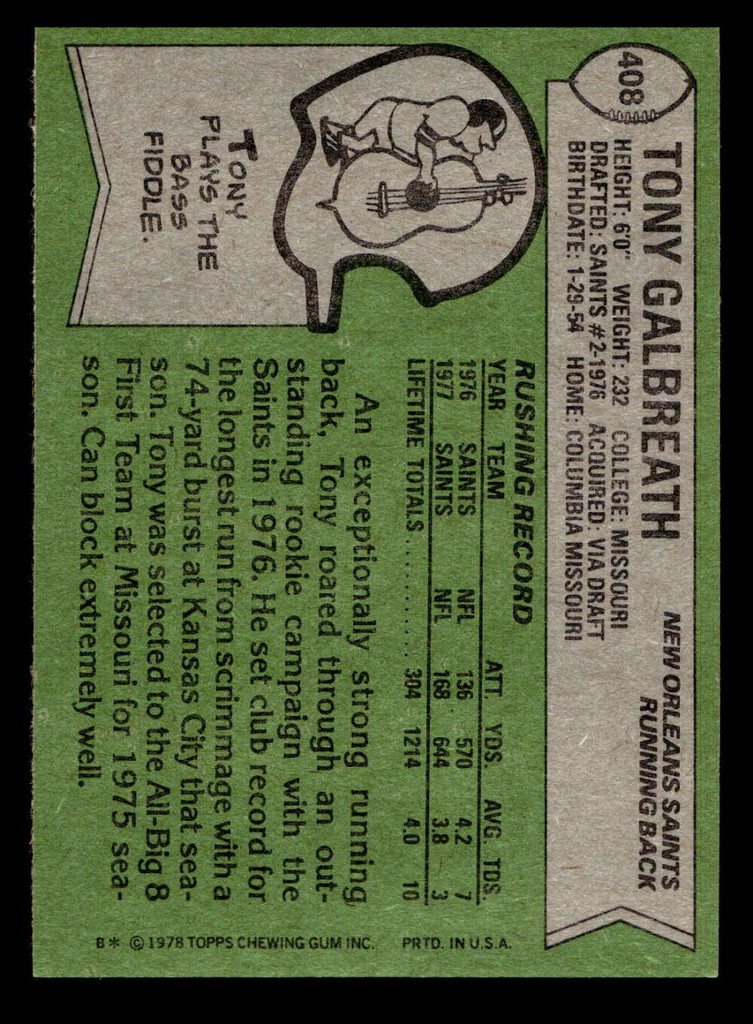 408
TONY GALBREATH
NEW ORLEANS SAINTS
RUNNING BACK
HEIGHT: 6'0" WEIGHT: 232 COLLEGE: MISSOURI
DRAFTED: SAINTS #2-1976 ACQUIRED: VIA DRAFT
BIRTHDATE: 1-29-54 HOME: COLUMBIA MISSOURI
TONY
PLAYS THE
BASS
FIDDLE.
RUSHING RECORD
YEAR TEAM ATT. YDS. AVG. TDS.
1976 SAINTS NFL 136 570 4.2 7
1977 SAINTS NFL 168 644 3.8 3
LIFETIME TOTALS .......... 304 1214 4.0 10
An exceptionally strong running
back, Tony roared through an out-
standing rookie campaign with the
Saints in 1976. He set club record for
the longest run from scrimmage with a
74-yard burst at Kansas City that sea-
son. Tony was selected to the All-Big 8
First Team at Missouri for 1975 sea-
son. Can block extremely well.
B* © 1978 TOPPS CHEWING GUM INC. PRTD. IN U.S.A.